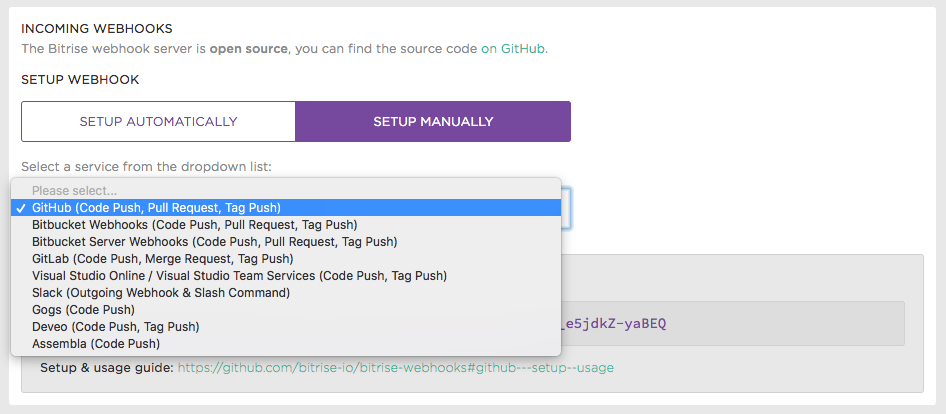 INCOMING WEBHOOKS
The Bitrise webhook server is open source, you can find the source code on GitHub.
SETUP WEBHOOK
SETUP AUTOMATICALLY
SETUP MANUALLY
Select a service from the dropdown list:
Please select...
✓ GitHub (Code Push, Pull Request, Tag Push)
Bitbucket Webhooks (Code Push, Pull Request, Tag Push)
Bitbucket Server Webhooks (Code Push, Pull Request, Tag Push)
GitLab (Code Push, Merge Request, Tag Push)
Visual Studio Online / Visual Studio Team Services (Code Push, Tag Push)
Slack (Outgoing Webhook & Slash Command)
Gogs (Code Push)
Deveo (Code Push, Tag Push)
Assembla (Code Push)
_e5jdkZ-yaBEQ
Setup & usage guide: https://github.com/bitrise-io/bitrise-webhooks#github---setup--usage